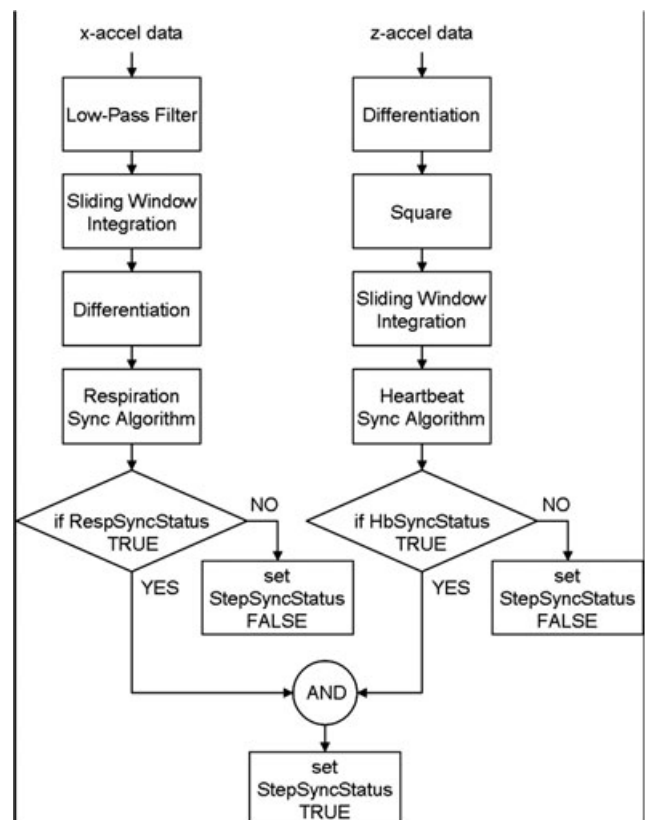 x-accel data
Low-Pass Filter
Sliding Window
Integration
Differentiation
Respiration
Sync Algorithm
if RespSyncStatus
TRUE
NO
YES
set
StepSyncStatus
FALSE
z-accel data
Differentiation
Square
Sliding Window
Integration
Heartbeat
Sync Algorithm
if HbSyncStatus
TRUE
NO
YES
set
StepSyncStatus
FALSE
AND
set
StepSyncStatus
TRUE